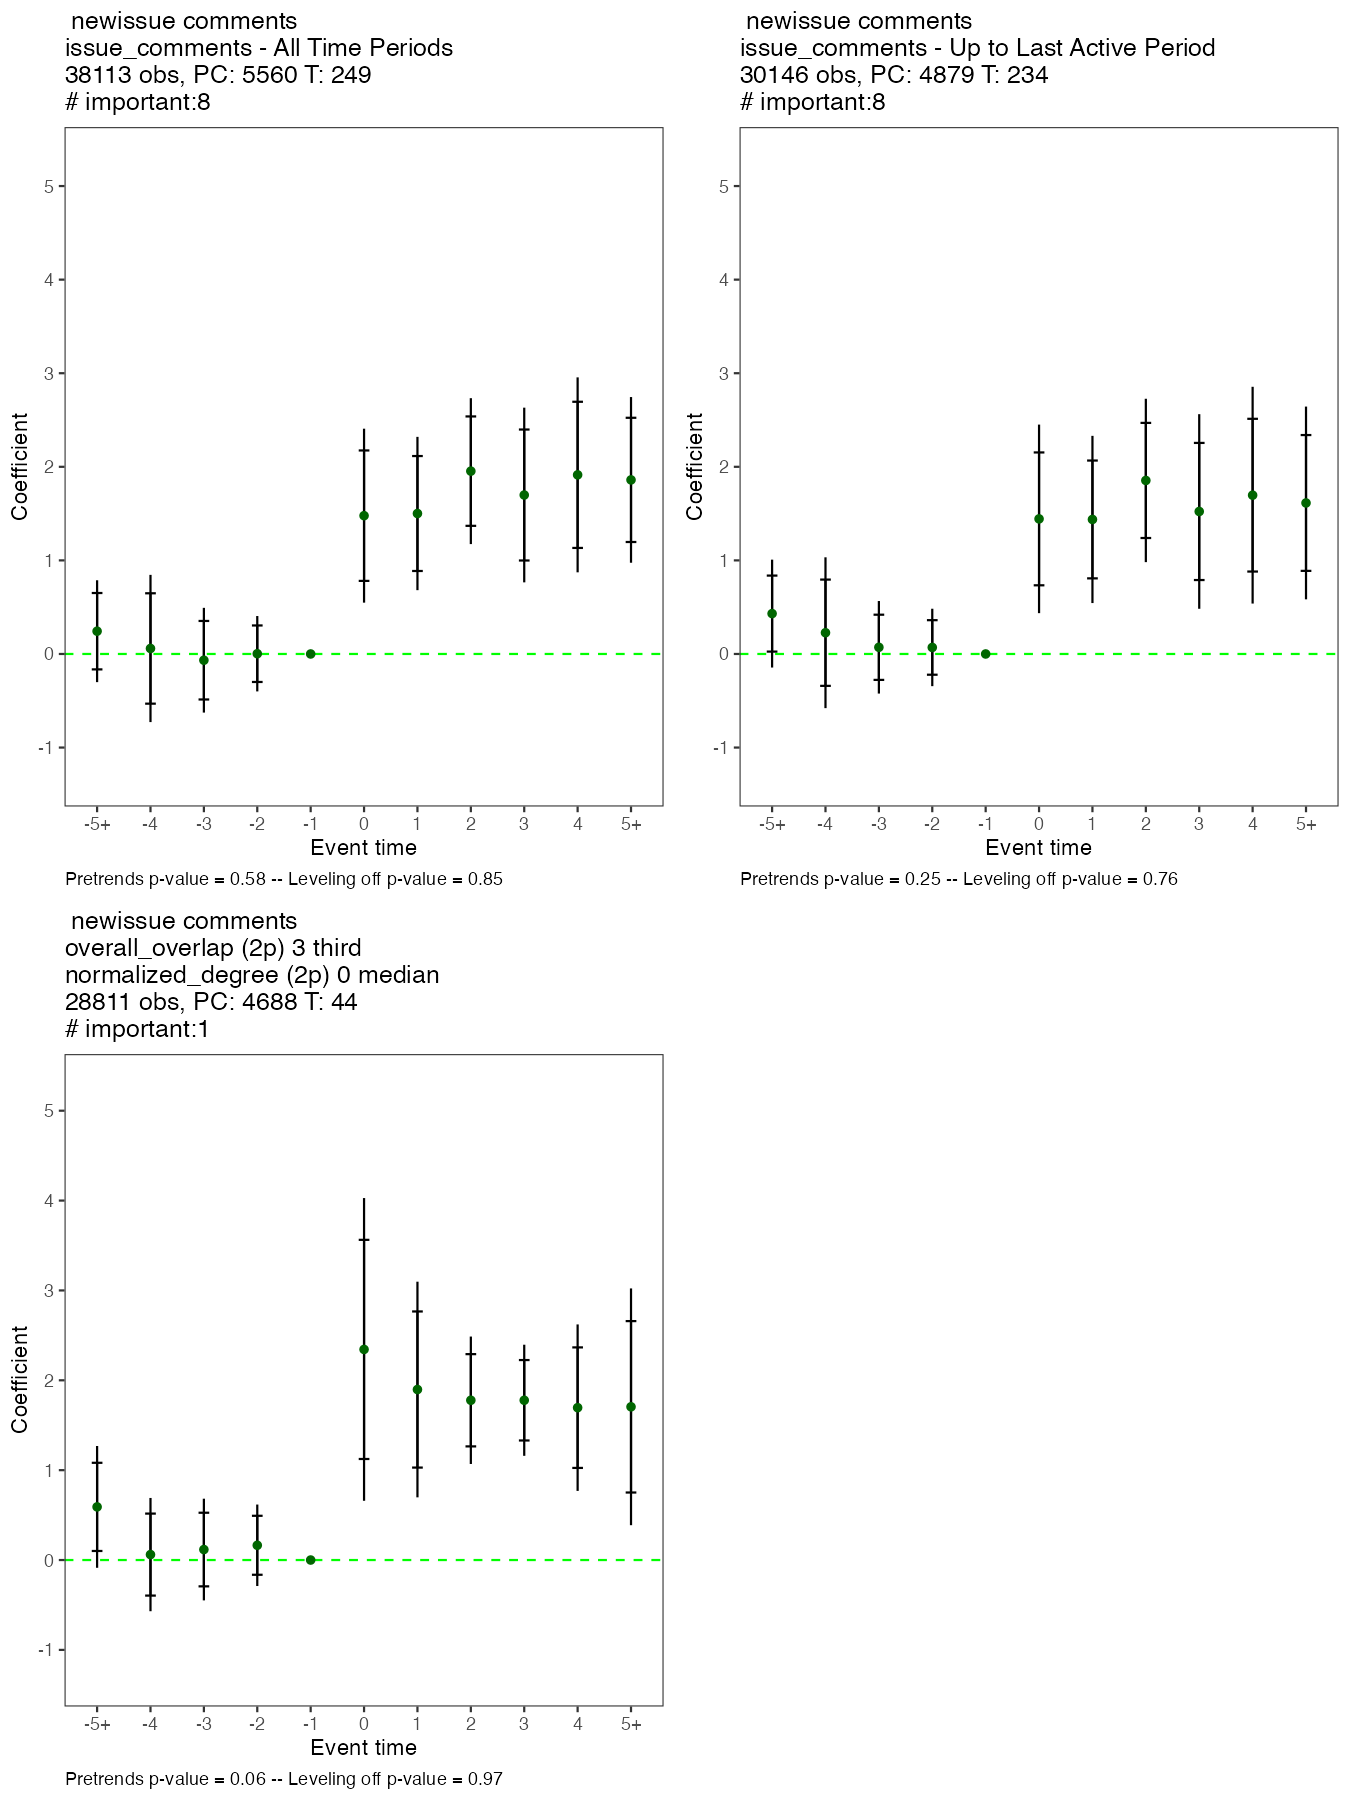 newissue comments
issue_comments - All Time Periods
38113 obs, PC: 5560 T: 249
# important:8
5
4
3
2
1
0
-1
Coefficient
-5+ -4 -3 -2 -1 0 1 2 3 4 5+
Event time
Pretrends p-value = 0.58 -- Leveling off p-value = 0.85
newissue comments
issue_comments - Up to Last Active Period
30146 obs, PC: 4879 T: 234
# important:8
5
4
3
2
1
0
-1
Coefficient
-5+ -4 -3 -2 -1 0 1 2 3 4 5+
Event time
Pretrends p-value = 0.25 -- Leveling off p-value = 0.76
newissue comments
overall_overlap (2p) 3 third
normalized_degree (2p) 0 median
28811 obs, PC: 4688 T: 44
# important:1
5
4
3
2
1
0
-1
Coefficient
-5+ -4 -3 -2 -1 0 1 2 3 4 5+
Event time
Pretrends p-value = 0.06 -- Leveling off p-value = 0.97